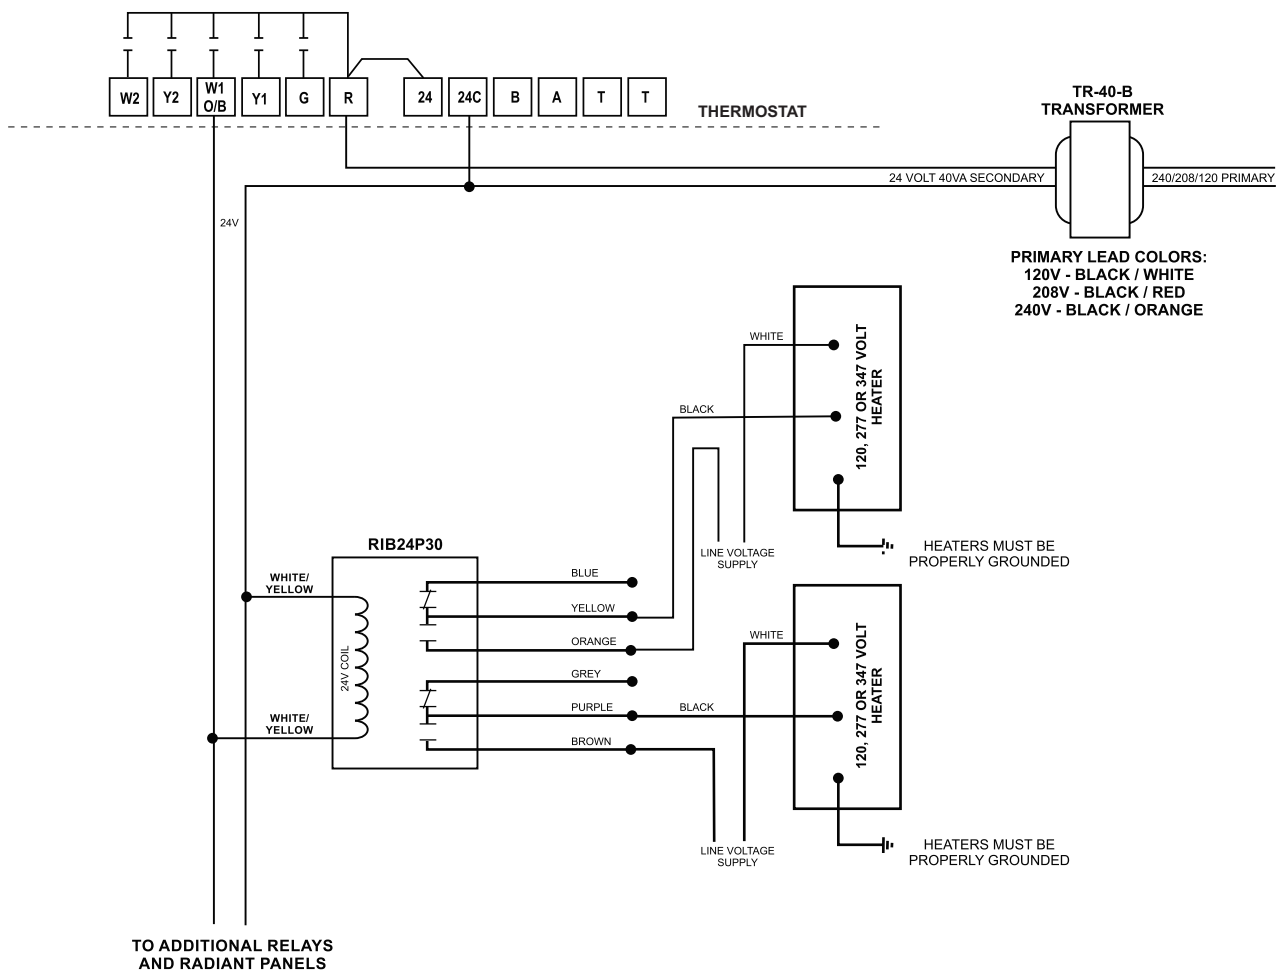 W2
Y2
W1
O/B
Y1
G
R
24
24C
B
A
T
T
THERMOSTAT
TR-40-B
TRANSFORMER
24 VOLT 40VA SECONDARY
240/208/120 PRIMARY
24V
PRIMARY LEAD COLORS:
120V - BLACK / WHITE
208V - BLACK / RED
240V - BLACK / ORANGE
WHITE
BLACK
120, 277 OR 347 VOLT
HEATER
LINE VOLTAGE
SUPPLY
HEATERS MUST BE
PROPERLY GROUNDED
RIB24P30
WHITE/
YELLOW
24V COIL
WHITE/
YELLOW
BLUE
YELLOW
ORANGE
GREY
PURPLE
BROWN
WHITE
BLACK
120, 277 OR 347 VOLT
HEATER
LINE VOLTAGE
SUPPLY
HEATERS MUST BE
PROPERLY GROUNDED
TO ADDITIONAL RELAYS
AND RADIANT PANELS